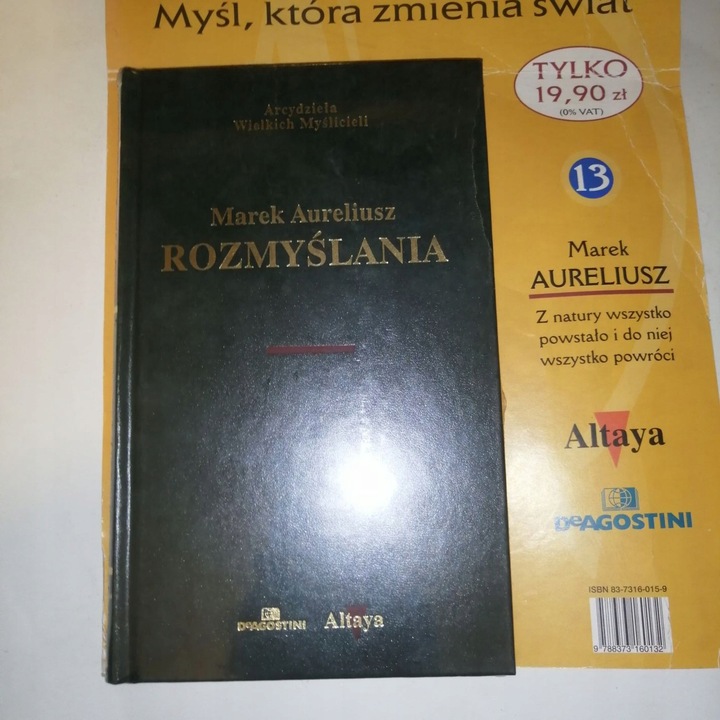 Myśl, która zmienia świat
TYLKO
19,90 zł
(0% VAT)
13
Marek
AURELIUSZ
Z natury wszystko
powstało i do niej
wszystko powróci
Altaya
DeAGOSTINI
ISBN 83-7316-015-9
9 788373 160132
Arcydzieła
Wielkich Myślicieli
Marek Aureliusz
ROZMYŚLANIA
DeAGOSTINI Altaya